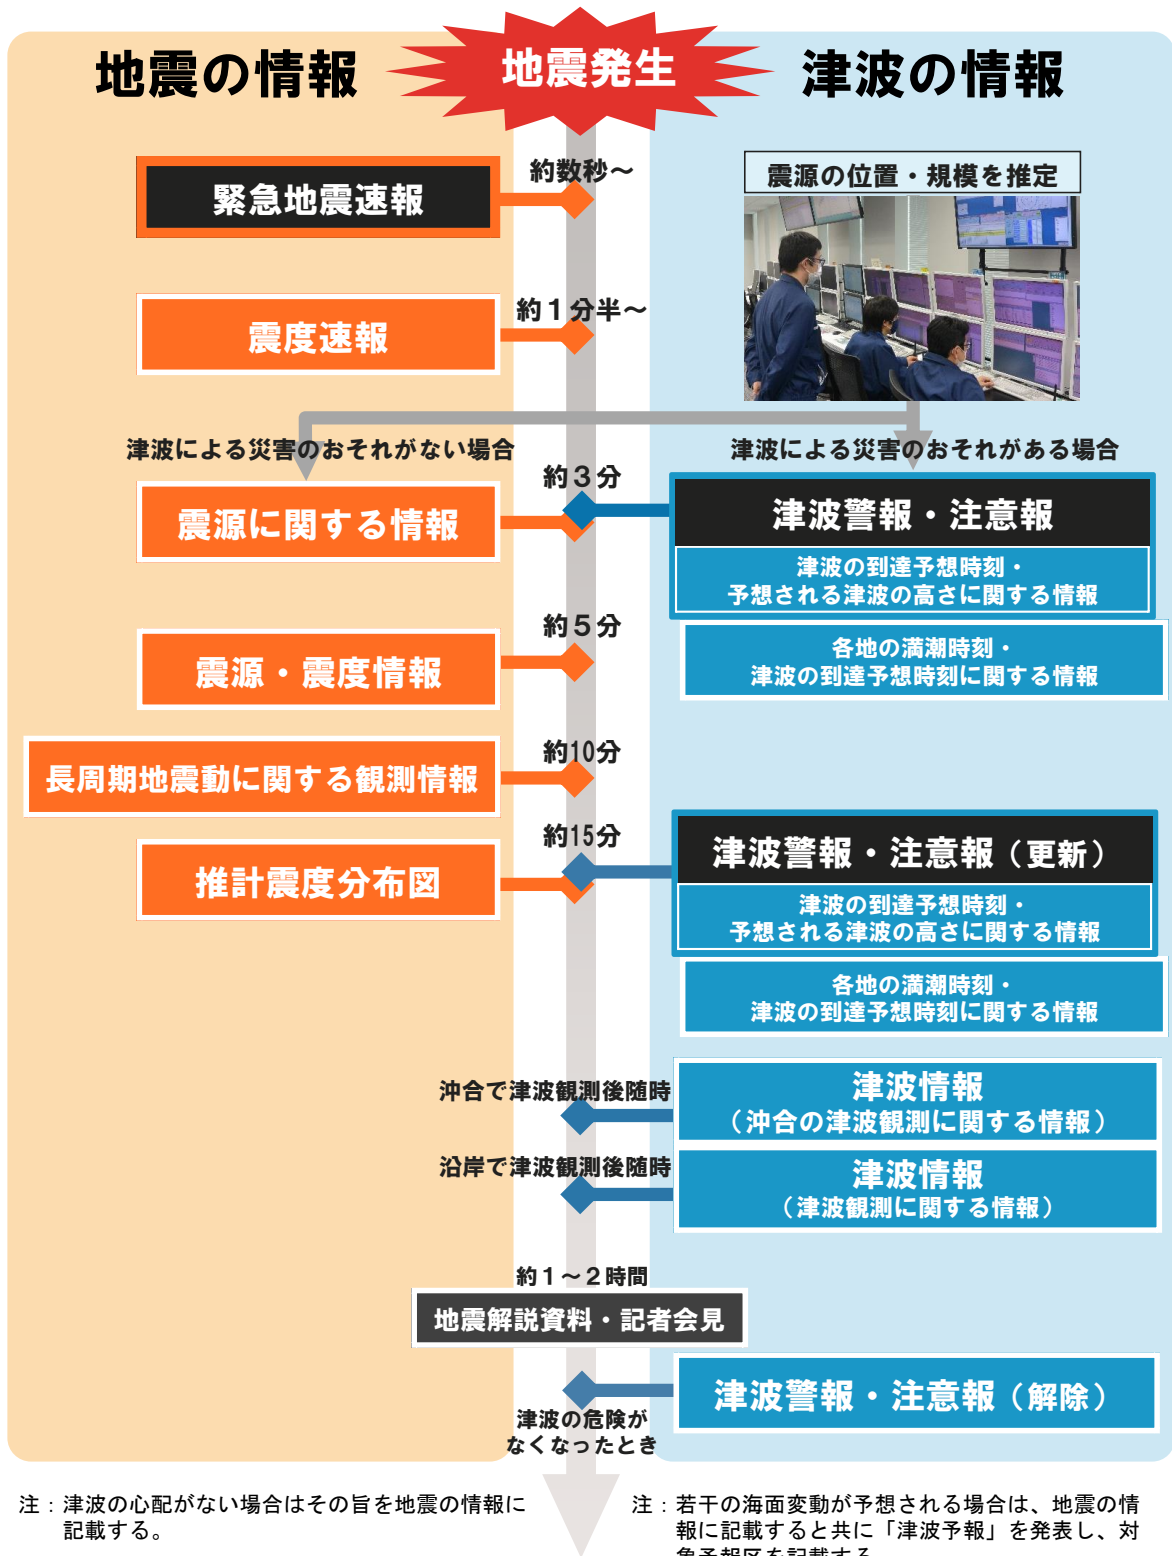 地震の情報
地震発生
津波の情報
約数秒～
緊急地震速報
震源の位置・規模を推定
約１分半～
震度速報
津波による災害のおそれがない場合
津波による災害のおそれがある場合
約３分
震源に関する情報
津波警報・注意報
津波の到達予想時刻・
予想される津波の高さに関する情報
各地の満潮時刻・
津波の到達予想時刻に関する情報
約５分
震源・震度情報
約10分
長周期地震動に関する観測情報
約15分
推計震度分布図
津波警報・注意報（更新）
津波の到達予想時刻・
予想される津波の高さに関する情報
各地の満潮時刻・
津波の到達予想時刻に関する情報
沖合で津波観測後随時
津波情報
（沖合の津波観測に関する情報）
沿岸で津波観測後随時
津波情報
（津波観測に関する情報）
約１～２時間
地震解説資料・記者会見
津波警報・注意報（解除）
津波の危険が
なくなったとき
注：津波の心配がない場合はその旨を地震の情報に
記載する。
注：若干の海面変動が予想される場合は、地震の情
報に記載すると共に「津波予報」を発表し、対
象予報区を記載する。